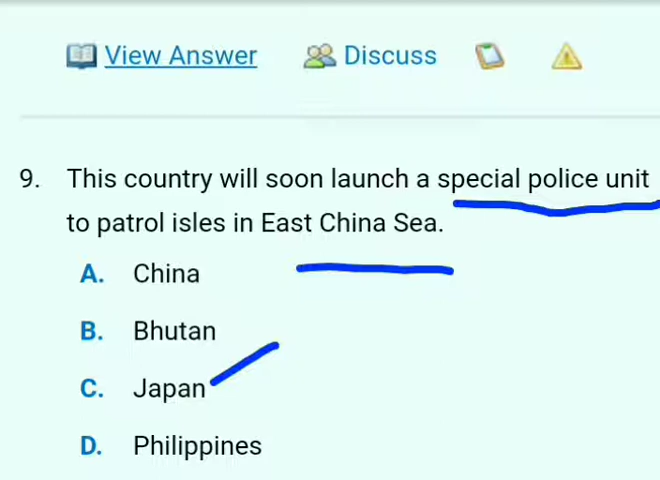 View Answer Discuss
9. This country will soon launch a special police unit
to patrol isles in East China Sea.
A. China
B. Bhutan
C. Japan
D. Philippines